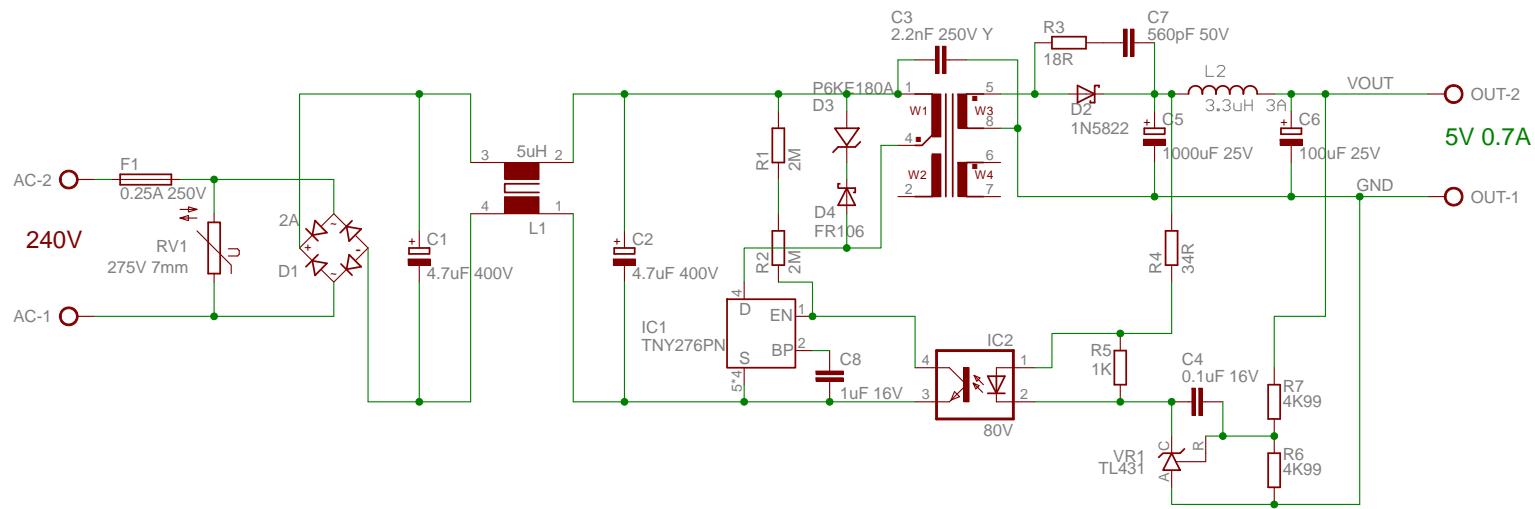 C3
2.2nF 250V Y
R3
18R
C7
560pF 50V
P6KE180A
D3
1
W1
4
W2
2
5
W3
8
6
W4
7
D2
1N5822
L2
3.3uH 3A
VOUT
OUT-2
5V 0.7A
C5
1000uF 25V
C6
100uF 25V
GND
OUT-1
AC-2
F1
0.25A 250V
240V
RV1
275V 7mm
U
AC-1
2A
D1
~
+
-
~
+
C1
4.7uF 400V
5uH
3
2
4
1
L1
+
C2
4.7uF 400V
R1
2M
R2
2M
D4
FR106
IC1
TNY276PN
4
D
EN
1
BP
2
S
5*4
C8
1uF 16V
IC2
4
3
1
2
80V
R4
34R
R5
1K
C4
0.1uF 16V
R7
4K99
R6
4K99
VR1
TL431
C
R
A
+
+